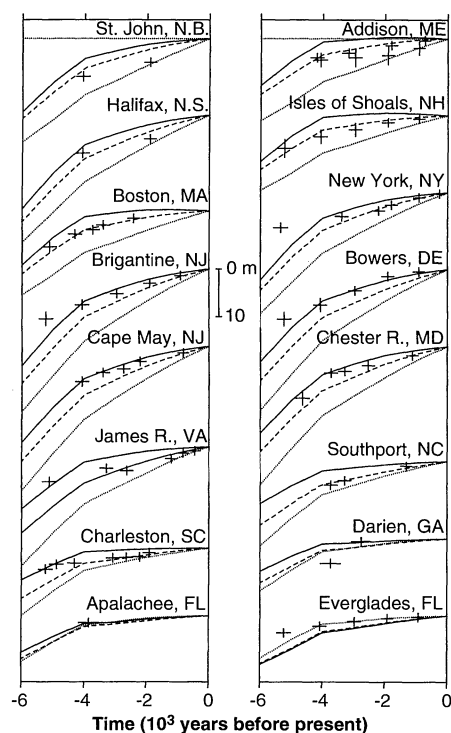 St. John, N.B.
Halifax, N.S.
Boston, MA
Brigantine, NJ
Cape May, NJ
James R., VA
Charleston, SC
Apalachee, FL
0 m
10
Addison, ME
Isles of Shoals, NH
New York, NY
Bowers, DE
Chester R., MD
Southport, NC
Darien, GA
Everglades, FL
-6 -4 -2 0 -6 -4 -2 0
Time (10³ years before present)